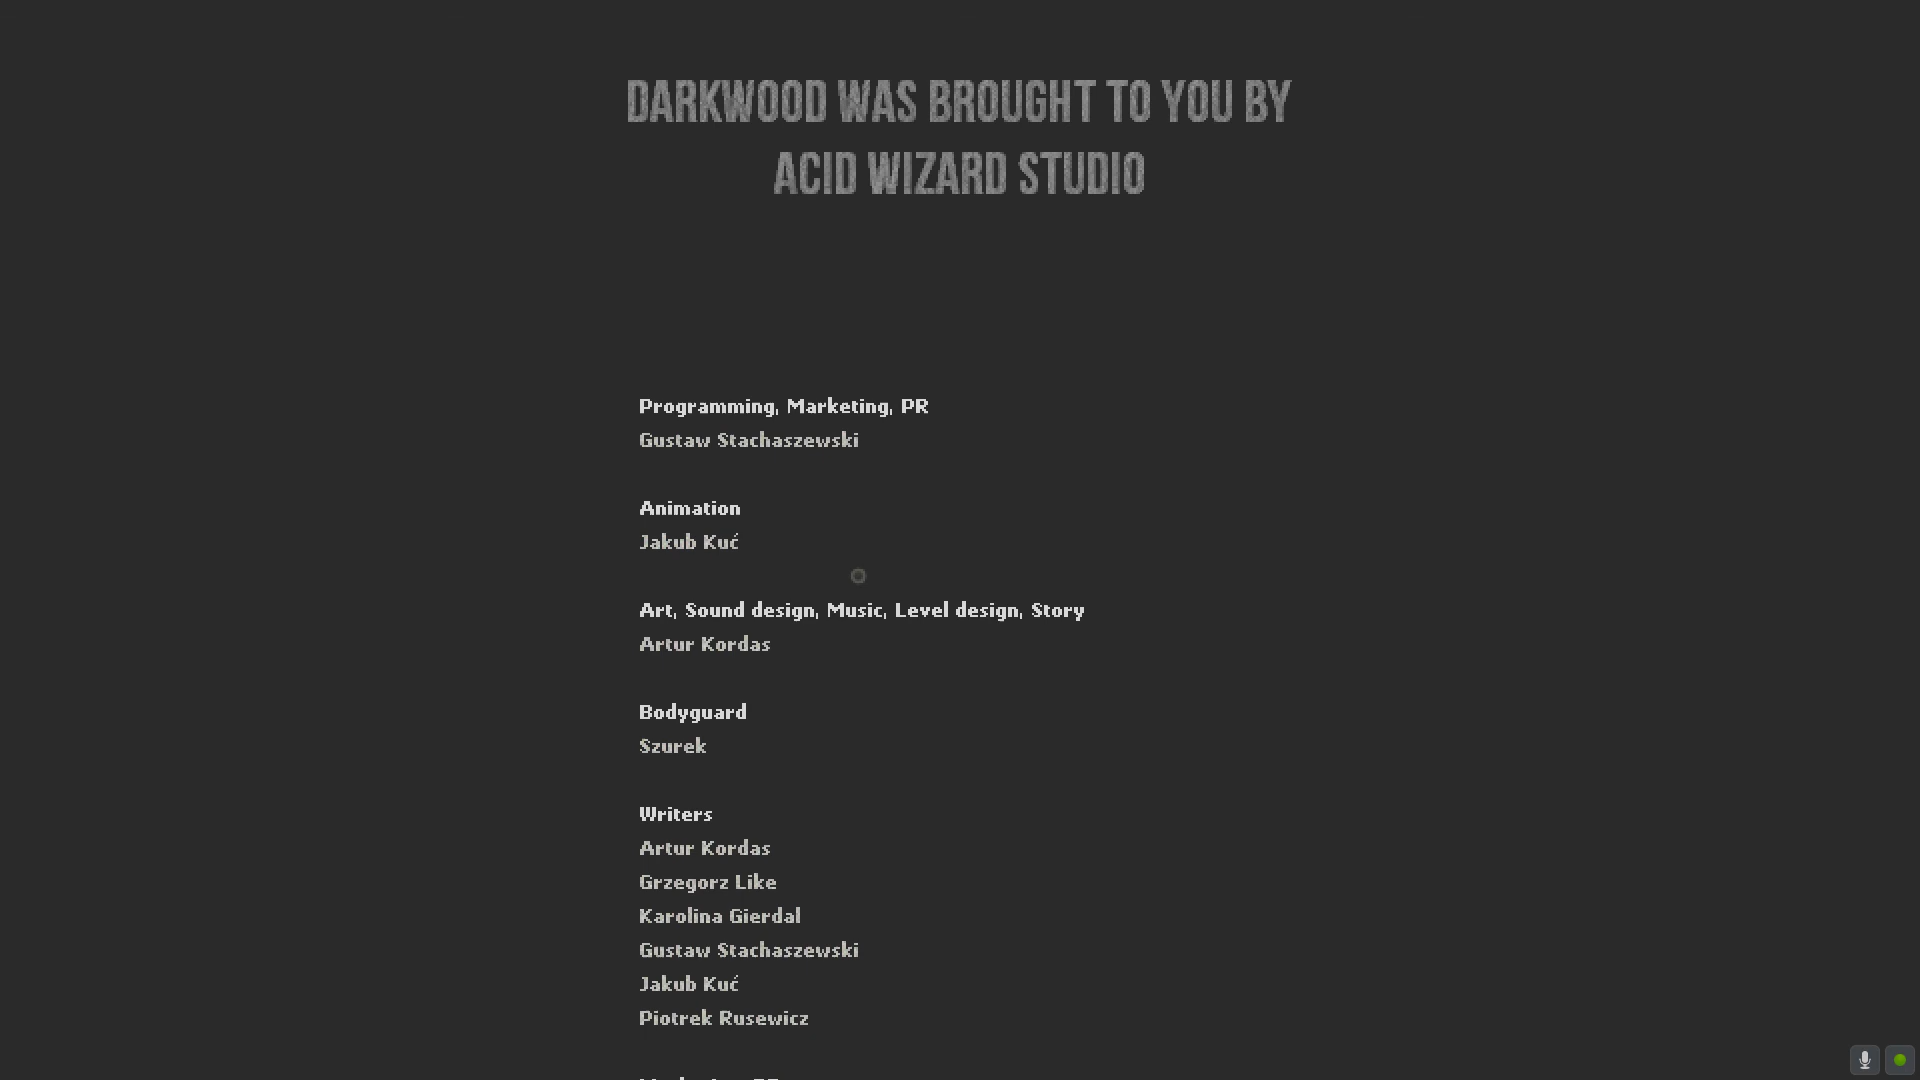 DARKWOOD WAS BROUGHT TO YOU BY
ACID WIZARD STUDIO
Programming, Marketing, PR
Gustaw Stachaszewski
Animation
Jakub Kuć
Art, Sound design, Music, Level design, Story
Artur Kordas
Bodyguard
Szurek
Writers
Artur Kordas
Grzegorz Like
Karolina Gierdal
Gustaw Stachaszewski
Jakub Kuć
Piotrek Rusewicz